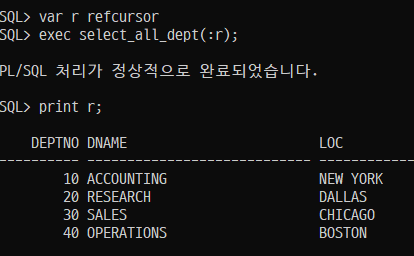 SQL> var r refcursor
SQL> exec select_all_dept(:r);
PL/SQL 처리가 정상적으로 완료되었습니다.
SQL> print r;
DEPTNO DNAME LOC
---------- ---------------------------- -------------
10 ACCOUNTING NEW YORK
20 RESEARCH DALLAS
30 SALES CHICAGO
40 OPERATIONS BOSTON